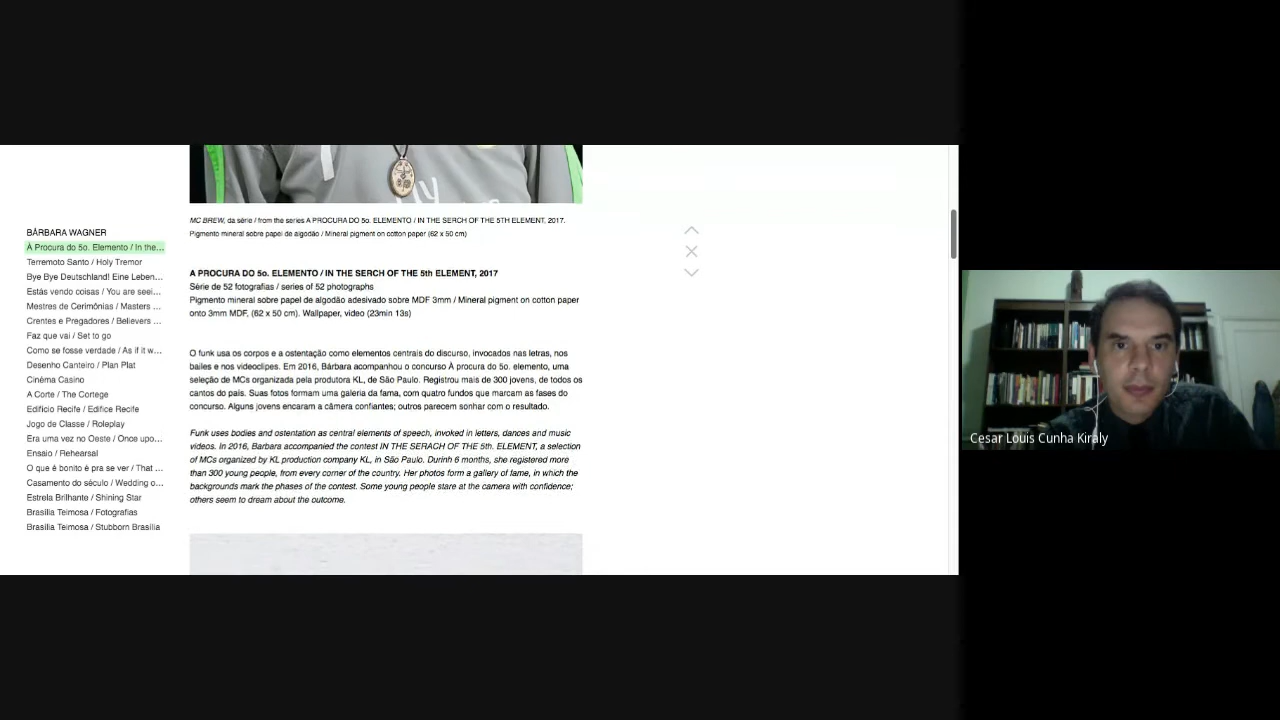 MC BREW, da série / from the series A PROCURA DO 5o. ELEMENTO / IN THE SERCH OF THE 5TH ELEMENT, 2017.
Pigmento mineral sobre papel de algodão / Mineral pigment on cotton paper (62 x 50 cm)
BÁRBARA WAGNER
À Procura do 5o. Elemento / In the...
Terremoto Santo / Holy Tremor
Bye Bye Deutschland! Eine Leben...
Estás vendo coisas / You are seei...
Mestres de Cerimônias / Masters ...
Crentes e Pregadores / Believers ...
Faz que vai / Set to go
Como se fosse verdade / As if it w...
Desenho Canteiro / Plan Plat
Cinéma Casino
A Corte / The Cortege
Edifício Recife / Edifice Recife
Jogo de Classe / Roleplay
Era uma vez no Oeste / Once upo...
Ensaio / Rehearsal
O que é bonito é pra se ver / That ...
Casamento do século / Wedding o...
Estrela Brilhante / Shining Star
Brasília Teimosa / Fotografias
Brasília Teimosa / Stubborn Brasília
A PROCURA DO 5o. ELEMENTO / IN THE SERCH OF THE 5th ELEMENT, 2017
Série de 52 fotografias / series of 52 photographs
Pigmento mineral sobre papel de algodão adesivado sobre MDF 3mm / Mineral pigment on cotton paper
onto 3mm MDF, (62 x 50 cm). Wallpaper, video (23min 13s)
O funk usa os corpos e a ostentação como elementos centrais do discurso, invocados nas letras, nos
bailes e nos videoclipes. Em 2016, Bárbara acompanhou o concurso À procura do 5o. elemento, uma
seleção de MCs organizada pela produtora KL, de São Paulo. Registrou mais de 300 jovens, de todos os
cantos do país. Suas fotos formam uma galeria da fama, com quatro fundos que marcam as fases do
concurso. Alguns jovens encaram a câmera confiantes; outros parecem sonhar com o resultado.
Funk uses bodies and ostentation as central elements of speech, invoked in letters, dances and music
videos. In 2016, Barbara accompanied the contest IN THE SERACH OF THE 5th. ELEMENT, a selection
of MCs organized by KL production company KL, in São Paulo. Durinh 6 months, she registered more
than 300 young people, from every corner of the country. Her photos form a gallery of fame, in which the
backgrounds mark the phases of the contest. Some young people stare at the camera with confidence;
others seem to dream about the outcome.
Cesar Louis Cunha Kiraly